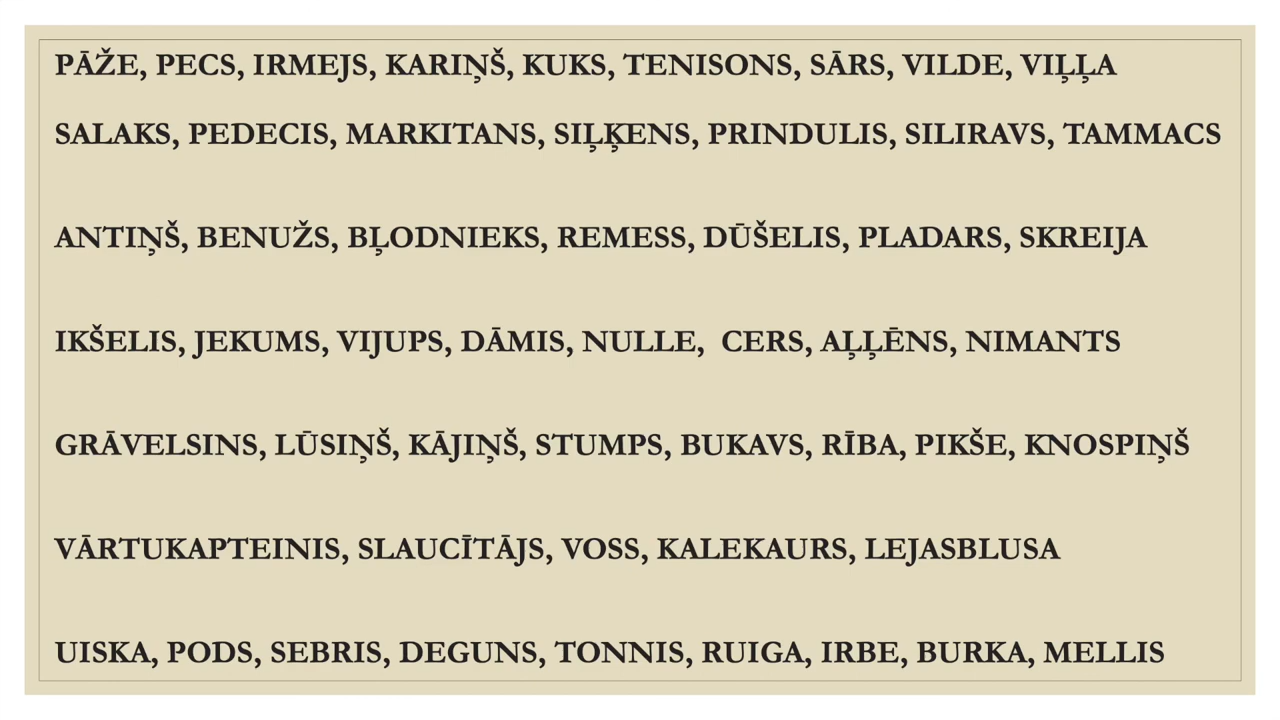 PĀŽE, PECS, IRMEJS, KARIŅŠ, KUKS, TENISONS, SĀRS, VILDE, VIĻĻA
SALAKS, PEDECIS, MARKITANS, SIĻĶENS, PRINDULIS, SILIRAVS, TAMMACS
ANTIŅŠ, BENUŽS, BĻODNIEKS, REMESS, DŪŠELIS, PLADARS, SKREIJA
IKŠELIS, JEKUMS, VIJUPS, DĀMIS, NULLE, CERS, AĻĻĒNS, NIMANTS
GRĀVELSINS, LŪSIŅŠ, KĀJIŅŠ, STUMPS, BUKAVS, RĪBA, PIKŠE, KNOSPIŅŠ
VĀRTUKAPTEINIS, SLAUCĪTĀJS, VOSS, KALEKAURS, LEJASBLUSA
UISKA, PODS, SEBRIS, DEGUNS, TONNIS, RUIGA, IRBE, BURKA, MELLIS